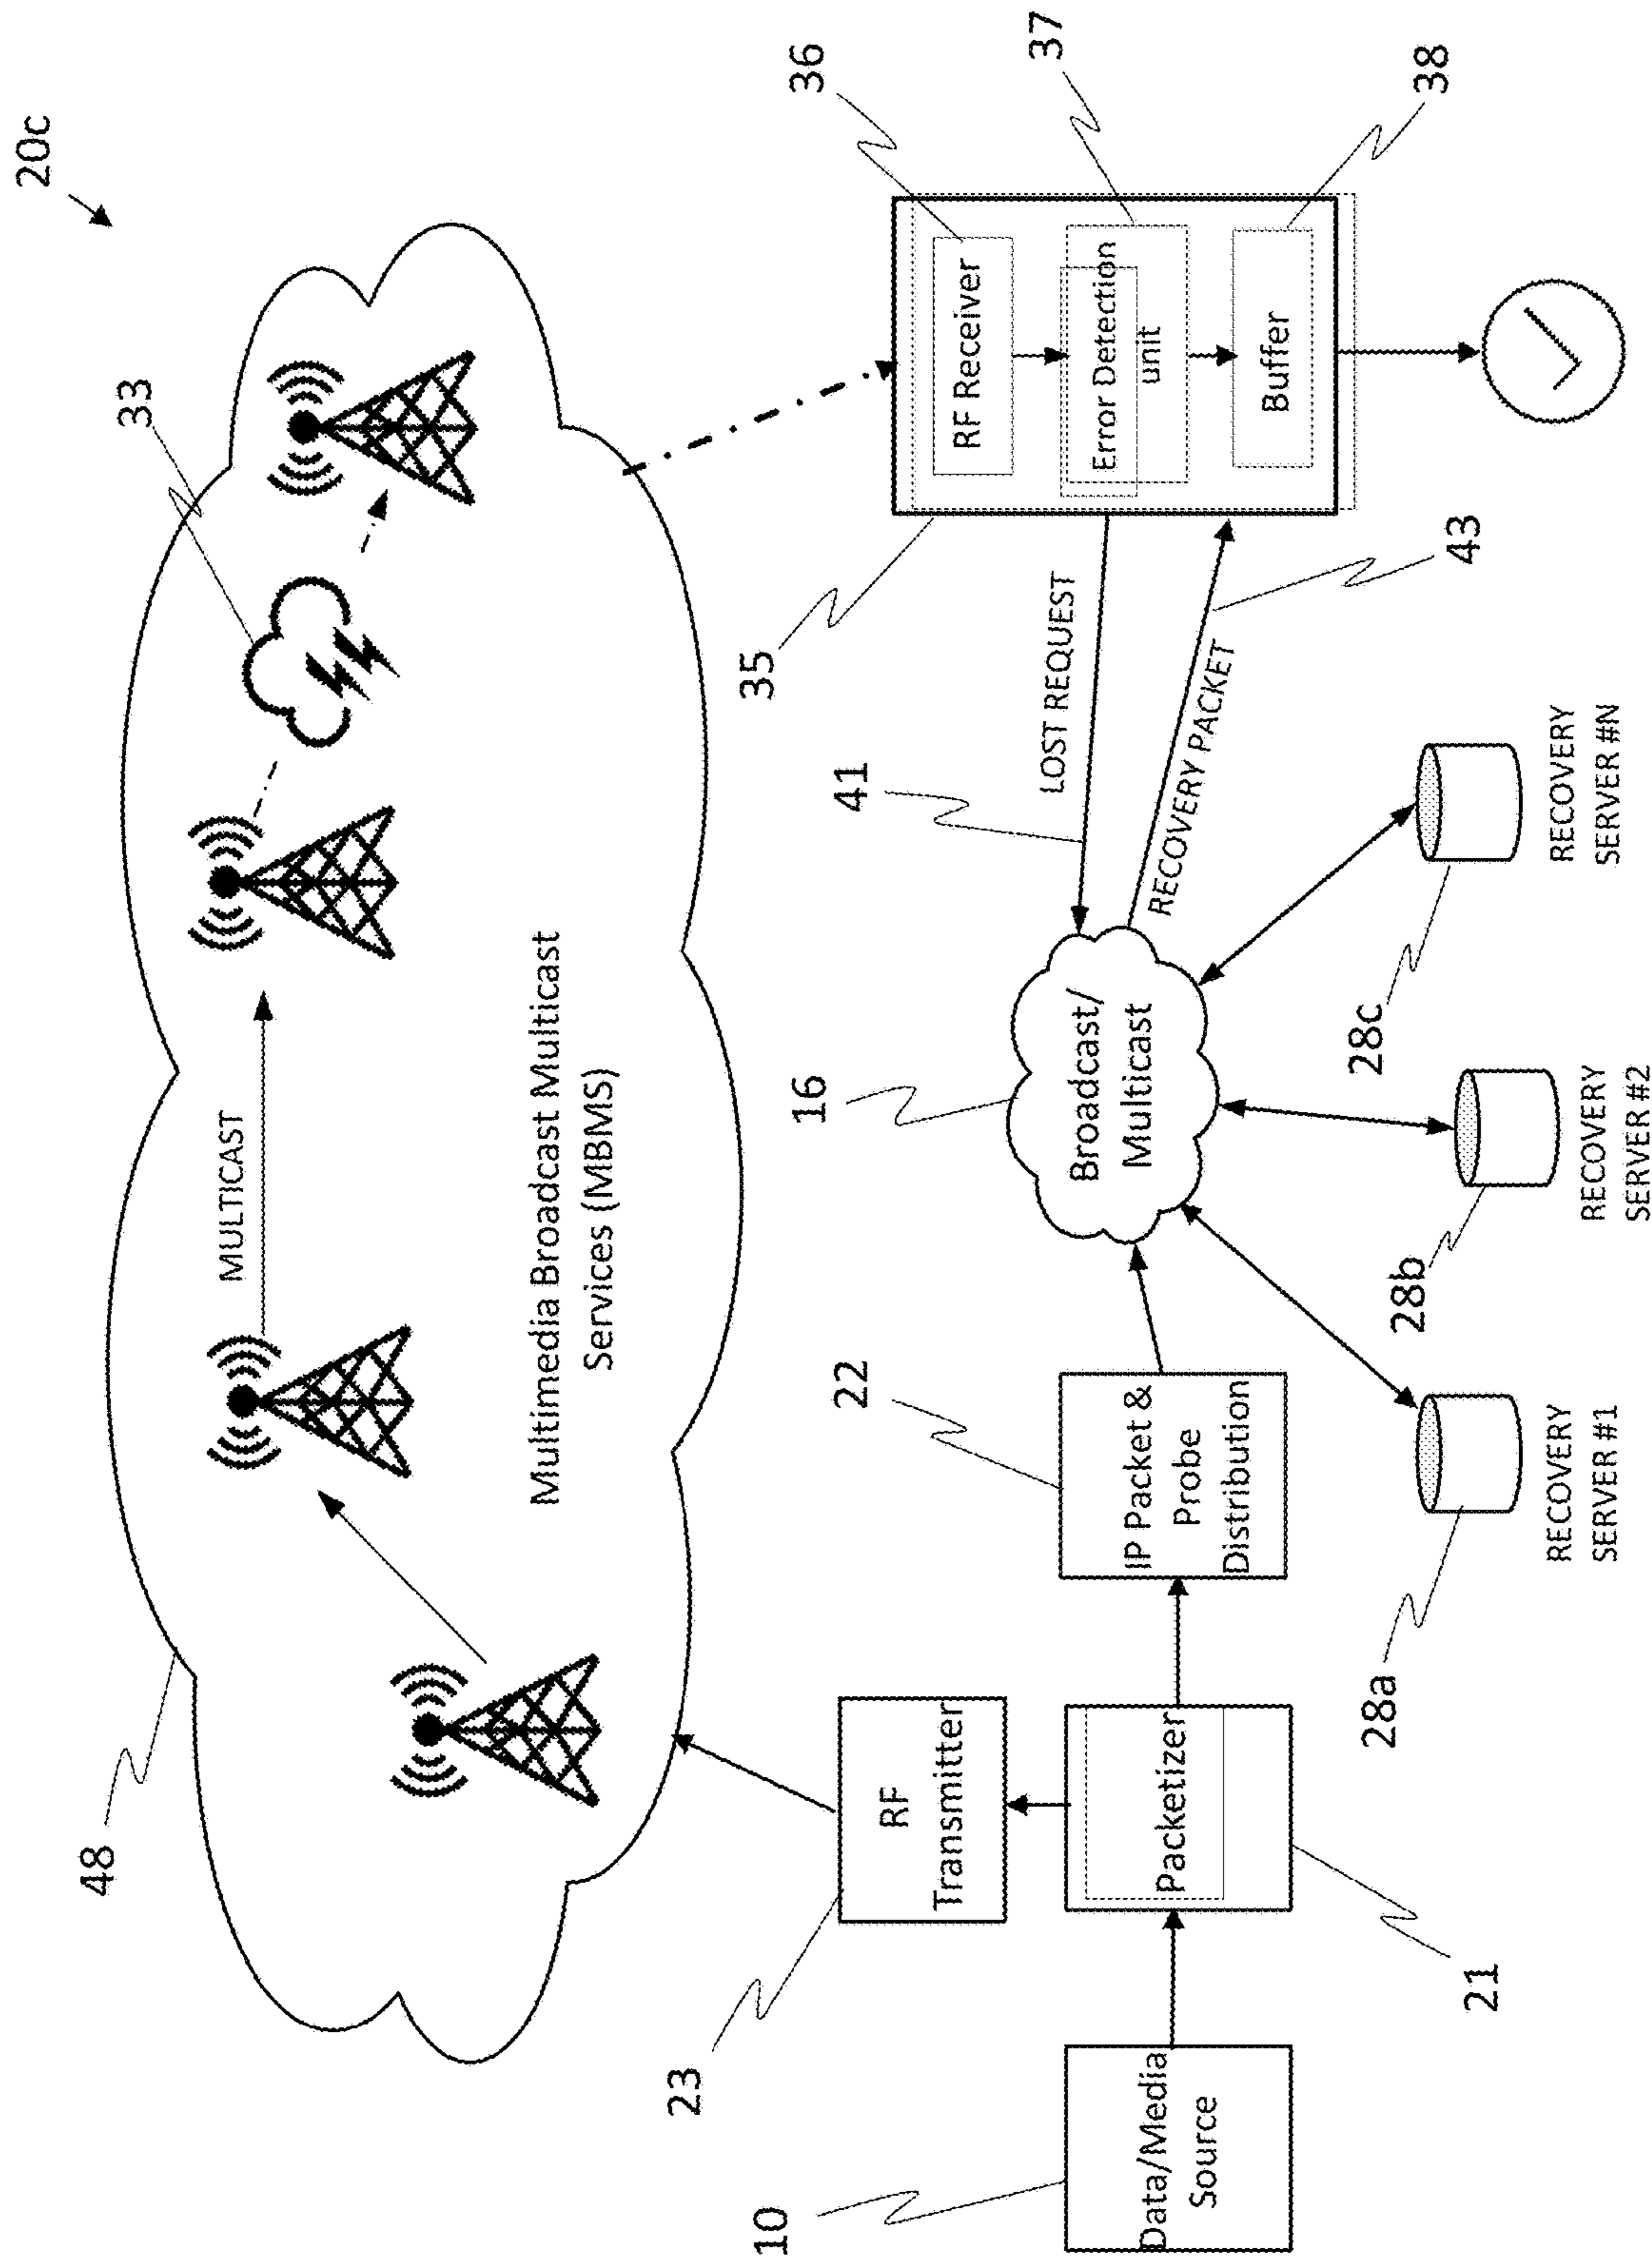 20c
33
48
MULTICAST
Multimedia Broadcast Multicast
Services (MBMS)
23
RF
Transmitter
10
Data/Media
Source
Packetizer
21
22
IP Packet &
Probe
Distribution
16
Broadcast/
Multicast
41
LOST REQUEST
RECOVERY PACKET
43
35
36
RF Receiver
37
Error Detection
unit
38
Buffer
28a
RECOVERY
SERVER #1
28b
RECOVERY
SERVER #2
28c
RECOVERY
SERVER #N